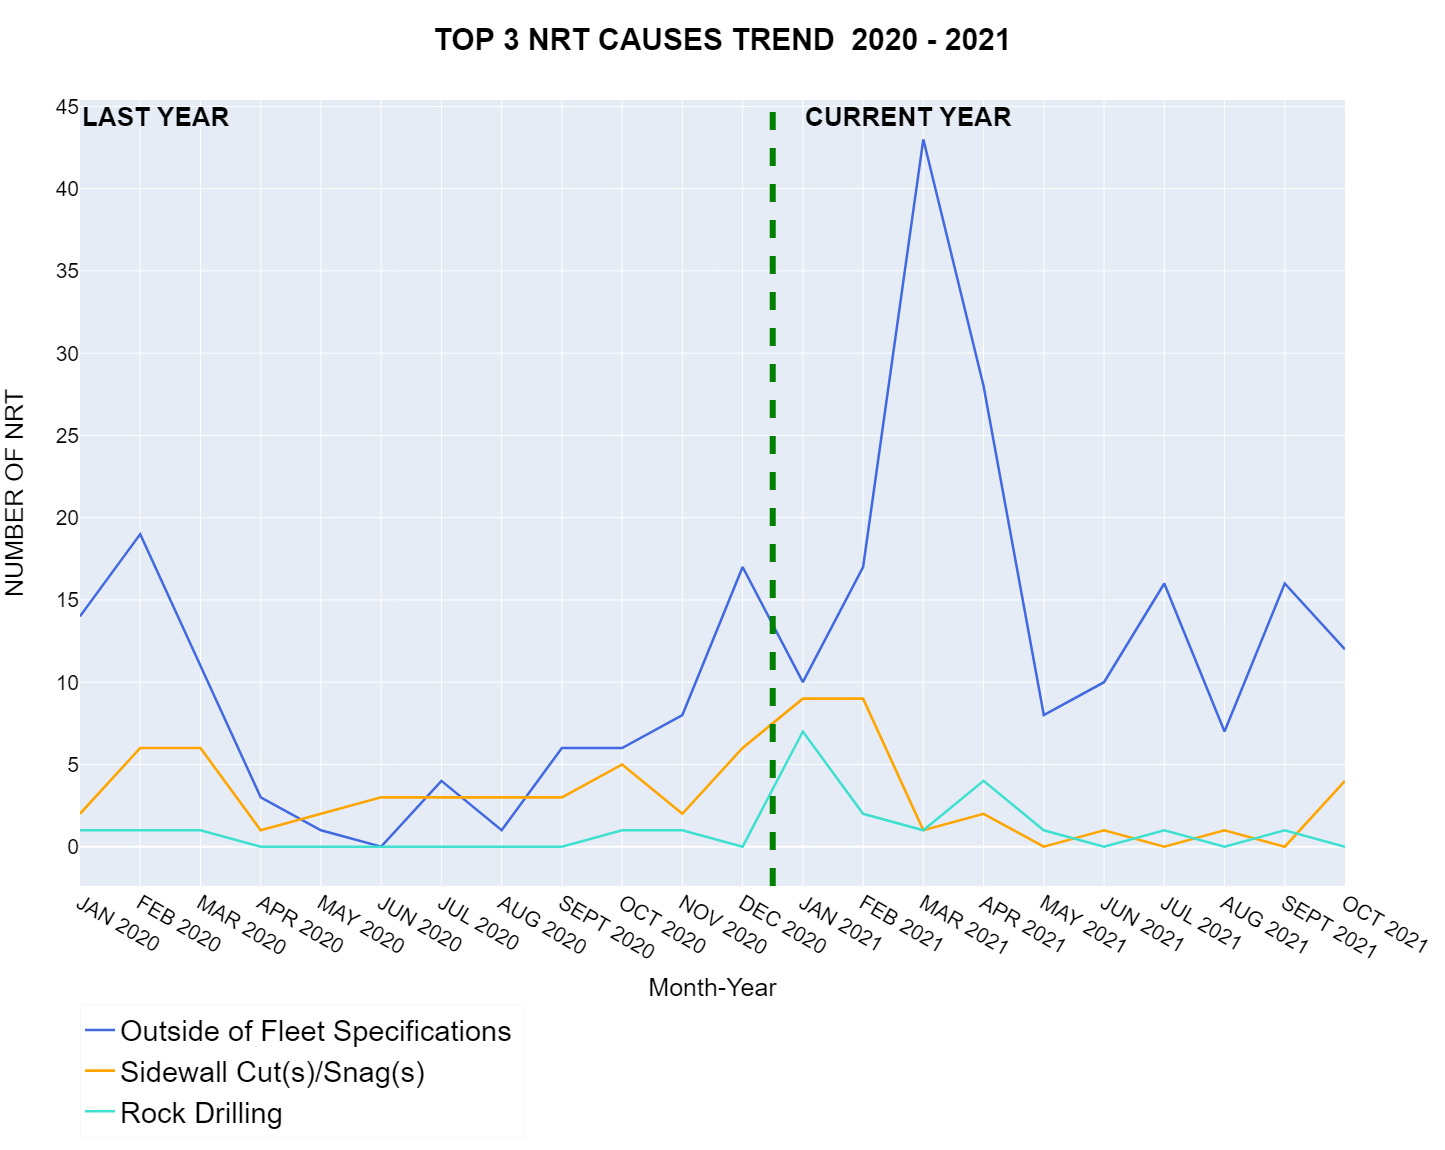 TOP 3 NRT CAUSES TREND  2020 - 2021
LAST YEAR
CURRENT YEAR
NUMBER OF NRT
45
40
35
30
25
20
15
10
5
0
JAN 2020
FEB 2020
MAR 2020
APR 2020
MAY 2020
JUN 2020
JUL 2020
AUG 2020
SEPT 2020
OCT 2020
NOV 2020
DEC 2020
JAN 2021
FEB 2021
MAR 2021
APR 2021
MAY 2021
JUN 2021
JUL 2021
AUG 2021
SEPT 2021
OCT 2021
Month-Year
Outside of Fleet Specifications
Sidewall Cut(s)/Snag(s)
Rock Drilling